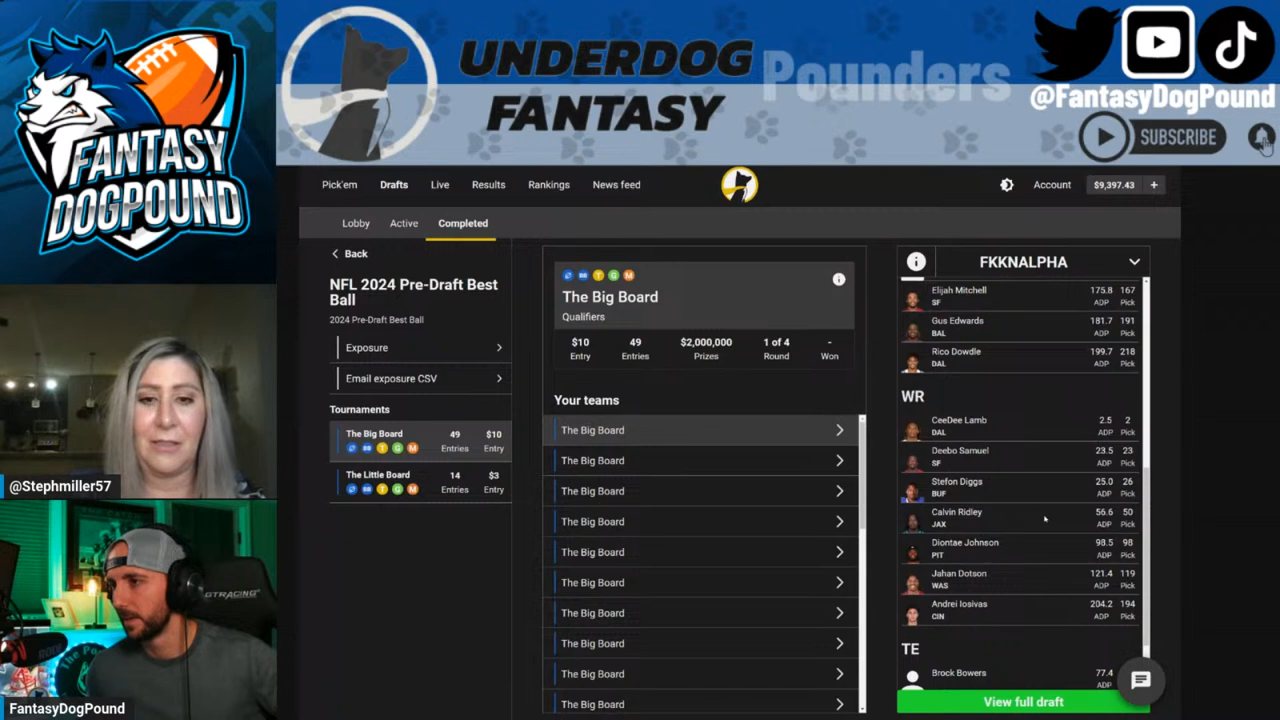 FANTASY
DOGPOUND
UNDERDOG
FANTASY
Pounders
@FantasyDogPound
SUBSCRIBE
Pick'em Drafts Live Results Rankings News feed
Account $9,397.43 +
Lobby Active Completed
Back
NFL 2024 Pre-Draft Best
Ball
2024 Pre-Draft Best Ball
Exposure
Email exposure CSV
Tournaments
The Big Board 49 $10
Entries Entry
The Little Board 14 $3
Entries Entry
The Big Board
Qualifiers
$10 49 $2,000,000 1 of 4 -
Entry Entries Prizes Round Won
Your teams
The Big Board
The Big Board
The Big Board
The Big Board
The Big Board
The Big Board
The Big Board
The Big Board
The Big Board
The Big Board
FKKNALPHA
Elijah Mitchell 175.8 167
SF ADP Pick
Gus Edwards 181.7 191
BAL ADP Pick
Rico Dowdle 199.7 218
DAL ADP Pick
WR
CeeDee Lamb 2.5 2
DAL ADP Pick
Deebo Samuel 23.5 23
SF ADP Pick
Stefon Diggs 25.0 26
BUF ADP Pick
Calvin Ridley 56.6 50
JAX ADP Pick
Diontae Johnson 98.5 98
PIT ADP Pick
Jahan Dotson 121.4 119
WAS ADP Pick
Andrei Iosivas 204.2 194
CIN ADP Pick
TE
Brock Bowers 77.4
ADP
View full draft
@Stephmiller57
GTRACING
FantasyDogPound